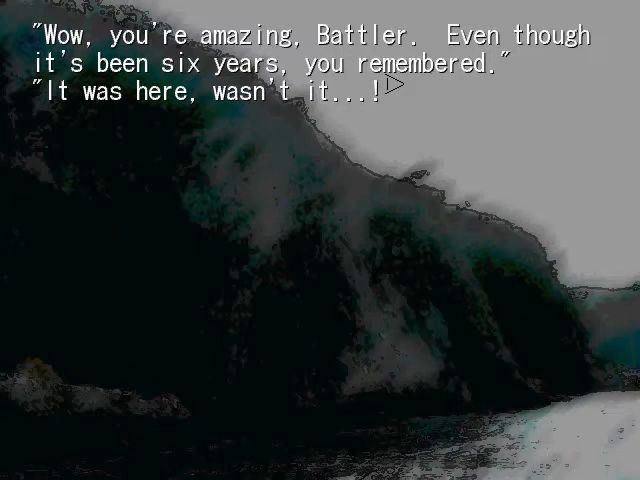 "Wow, you're amazing, Battler.  Even though
it's been six years, you remembered."
"It was here, wasn't it...!